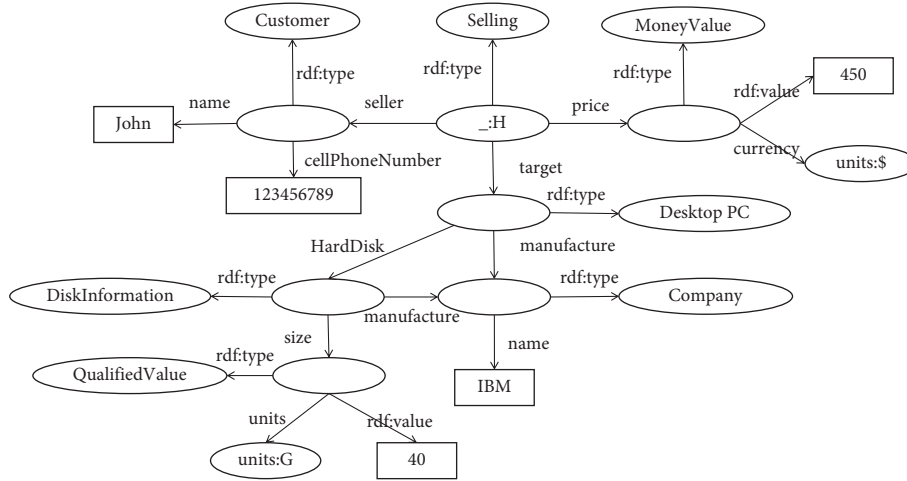 Customer
Selling
MoneyValue
rdf:type
rdf:type
rdf:type
rdf:value
450
name
seller
price
John
_:H
currency
cellPhoneNumber
units:$
target
123456789
rdf:type
Desktop PC
HardDisk
manufacture
rdf:type
rdf:type
DiskInformation
Company
manufacture
size
name
rdf:type
QualifiedValue
IBM
units
rdf:value
units:G
40